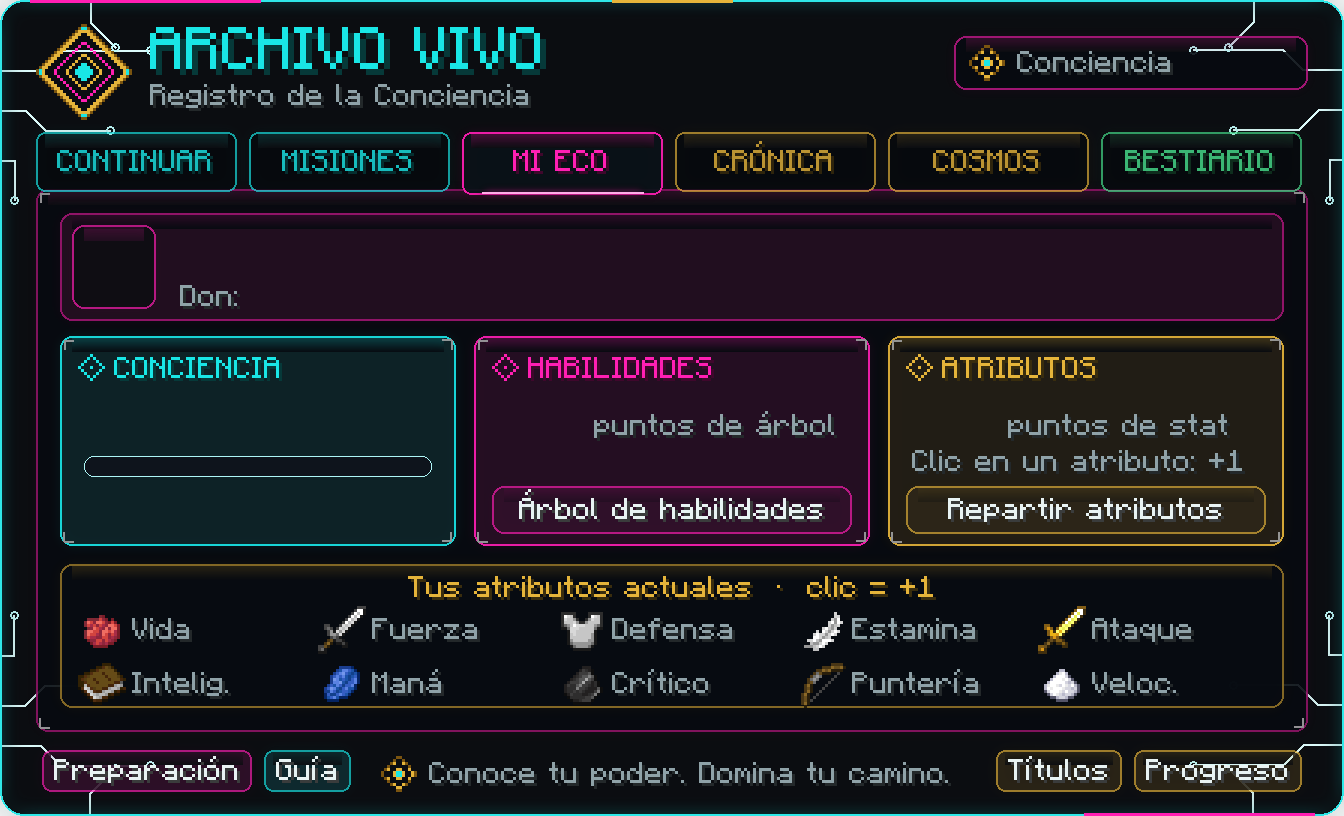 ARCHIVO VIVO
Registro de la Conciencia
Conciencia
CONTINUAR
MISIONES
MI ECO
CRÓNICA
COSMOS
BESTIARIO
Don:
CONCIENCIA
HABILIDADES
puntos de árbol
Árbol de habilidades
ATRIBUTOS
puntos de stat
Clic en un atributo: +1
Repartir atributos
Tus atributos actuales · clic = +1
Vida
Fuerza
Defensa
Estamina
Ataque
Intelig.
Maná
Crítico
Puntería
Veloc.
Preparación
Guía
Conoce tu poder. Domina tu camino.
Títulos
Progreso